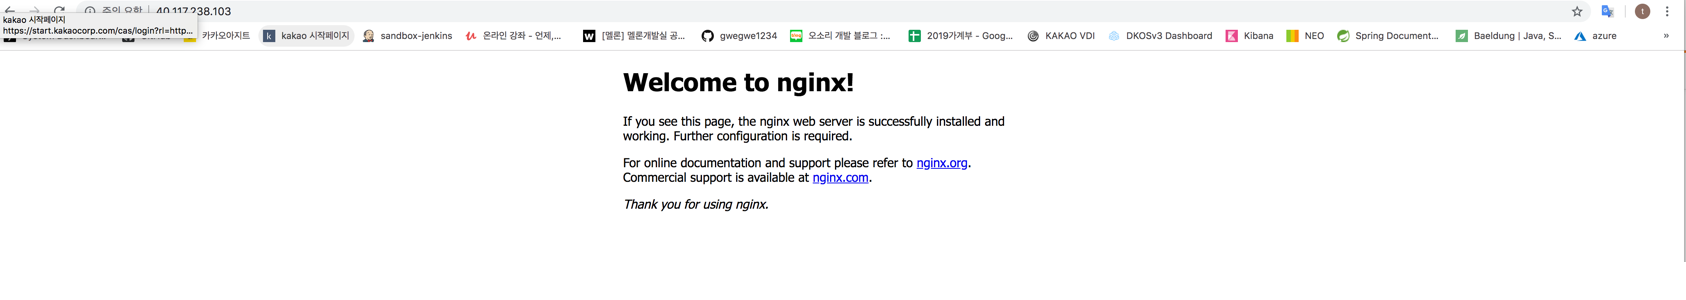 주의 요함 | 40.117.238.103
t
kakao 시작페이지
https://start.kakaocorp.com/cas/login?rl=http...
카카오아지트 kakao 시작페이지 sandbox-jenkins 온라인 강좌 - 언제,... [멜론] 멜론개발실 공... gwegwe1234 오소리 개발 블로그 :... 2019가계부 - Goog... KAKAO VDI DKOSv3 Dashboard Kibana NEO Spring Document... Baeldung | Java, S... azure »
Welcome to nginx!
If you see this page, the nginx web server is successfully installed and
working. Further configuration is required.
For online documentation and support please refer to nginx.org.
Commercial support is available at nginx.com.
Thank you for using nginx.